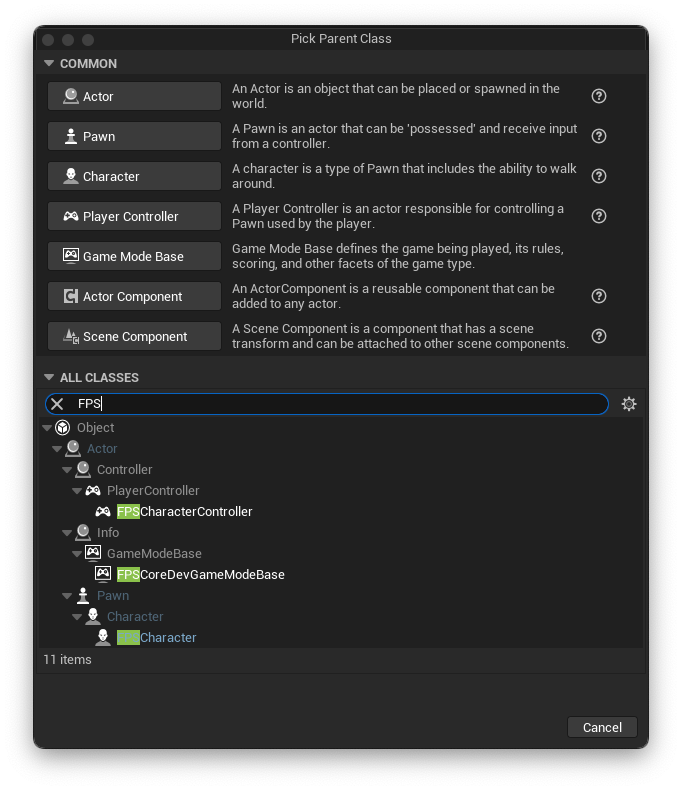 Pick Parent Class
COMMON
Actor
An Actor is an object that can be placed or spawned in the
world.
Pawn
A Pawn is an actor that can be 'possessed' and receive input
from a controller.
Character
A character is a type of Pawn that includes the ability to walk
around.
Player Controller
A Player Controller is an actor responsible for controlling a
Pawn used by the player.
Game Mode Base
Game Mode Base defines the game being played, its rules,
scoring, and other facets of the game type.
Actor Component
An ActorComponent is a reusable component that can be
added to any actor.
Scene Component
A Scene Component is a component that has a scene
transform and can be attached to other scene components.
ALL CLASSES
FPS
Object
Actor
Controller
PlayerController
FPSCharacterController
Info
GameModeBase
FPSCoreDevGameModeBase
Pawn
Character
FPSCharacter
11 items
Cancel